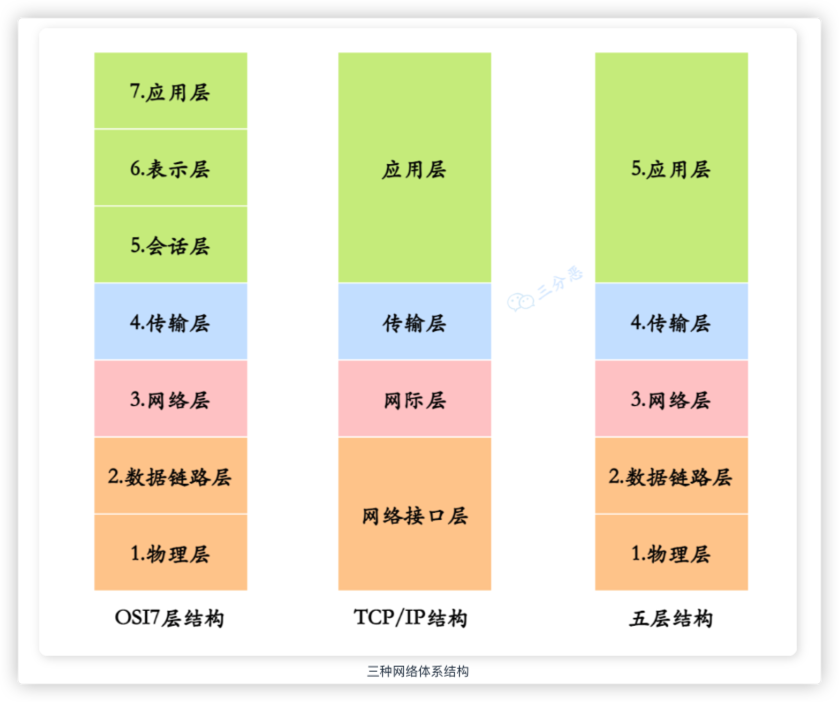 7.应用层
6.表示层
5.会话层
4.传输层
3.网络层
2.数据链路层
1.物理层
OSI7层结构
应用层
传输层
网际层
网络接口层
TCP/IP结构
5.应用层
4.传输层
3.网络层
2.数据链路层
1.物理层
五层结构
三分恶
三种网络体系结构